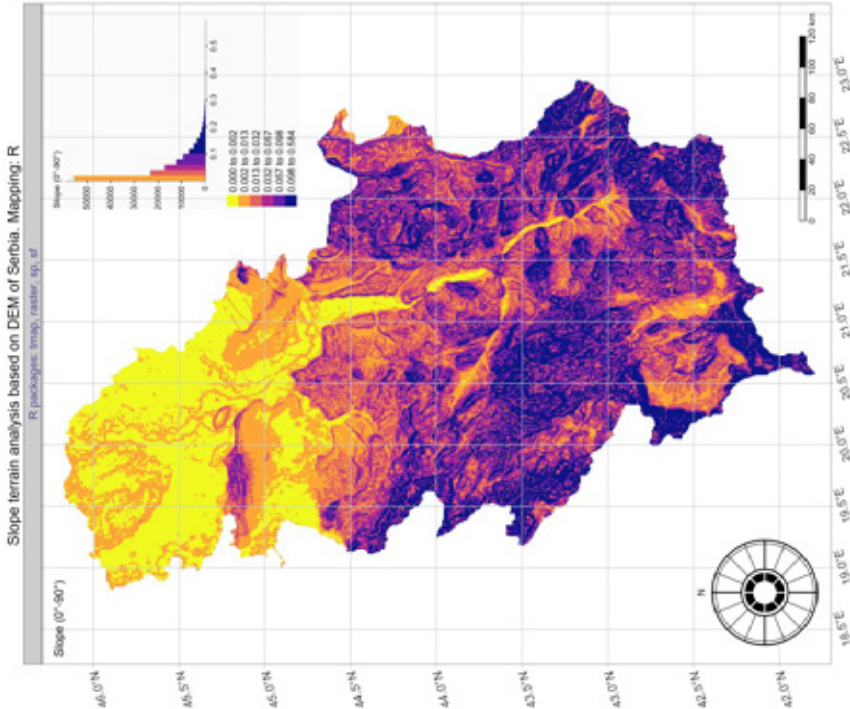 Slope terrain analysis based on DEM of Serbia. Mapping: R
R packages: tmap, raster, sp, sf
Slope (0°-90°)
Slope (0°-90°)
50000
40000
30000
20000
10000
0
0.1
0.2
0.3
0.4
0.5
0.000 to 0.002
0.002 to 0.013
0.013 to 0.032
0.032 to 0.057
0.057 to 0.098
0.098 to 0.584
46.0°N
45.5°N
45.0°N
44.5°N
44.0°N
43.5°N
43.0°N
42.5°N
42.0°N
N
0 20 40 60 80 100 120 km
18.5°E 19.0°E 19.5°E 20.0°E 20.5°E 21.0°E 21.5°E 22.0°E 22.5°E 23.0°E